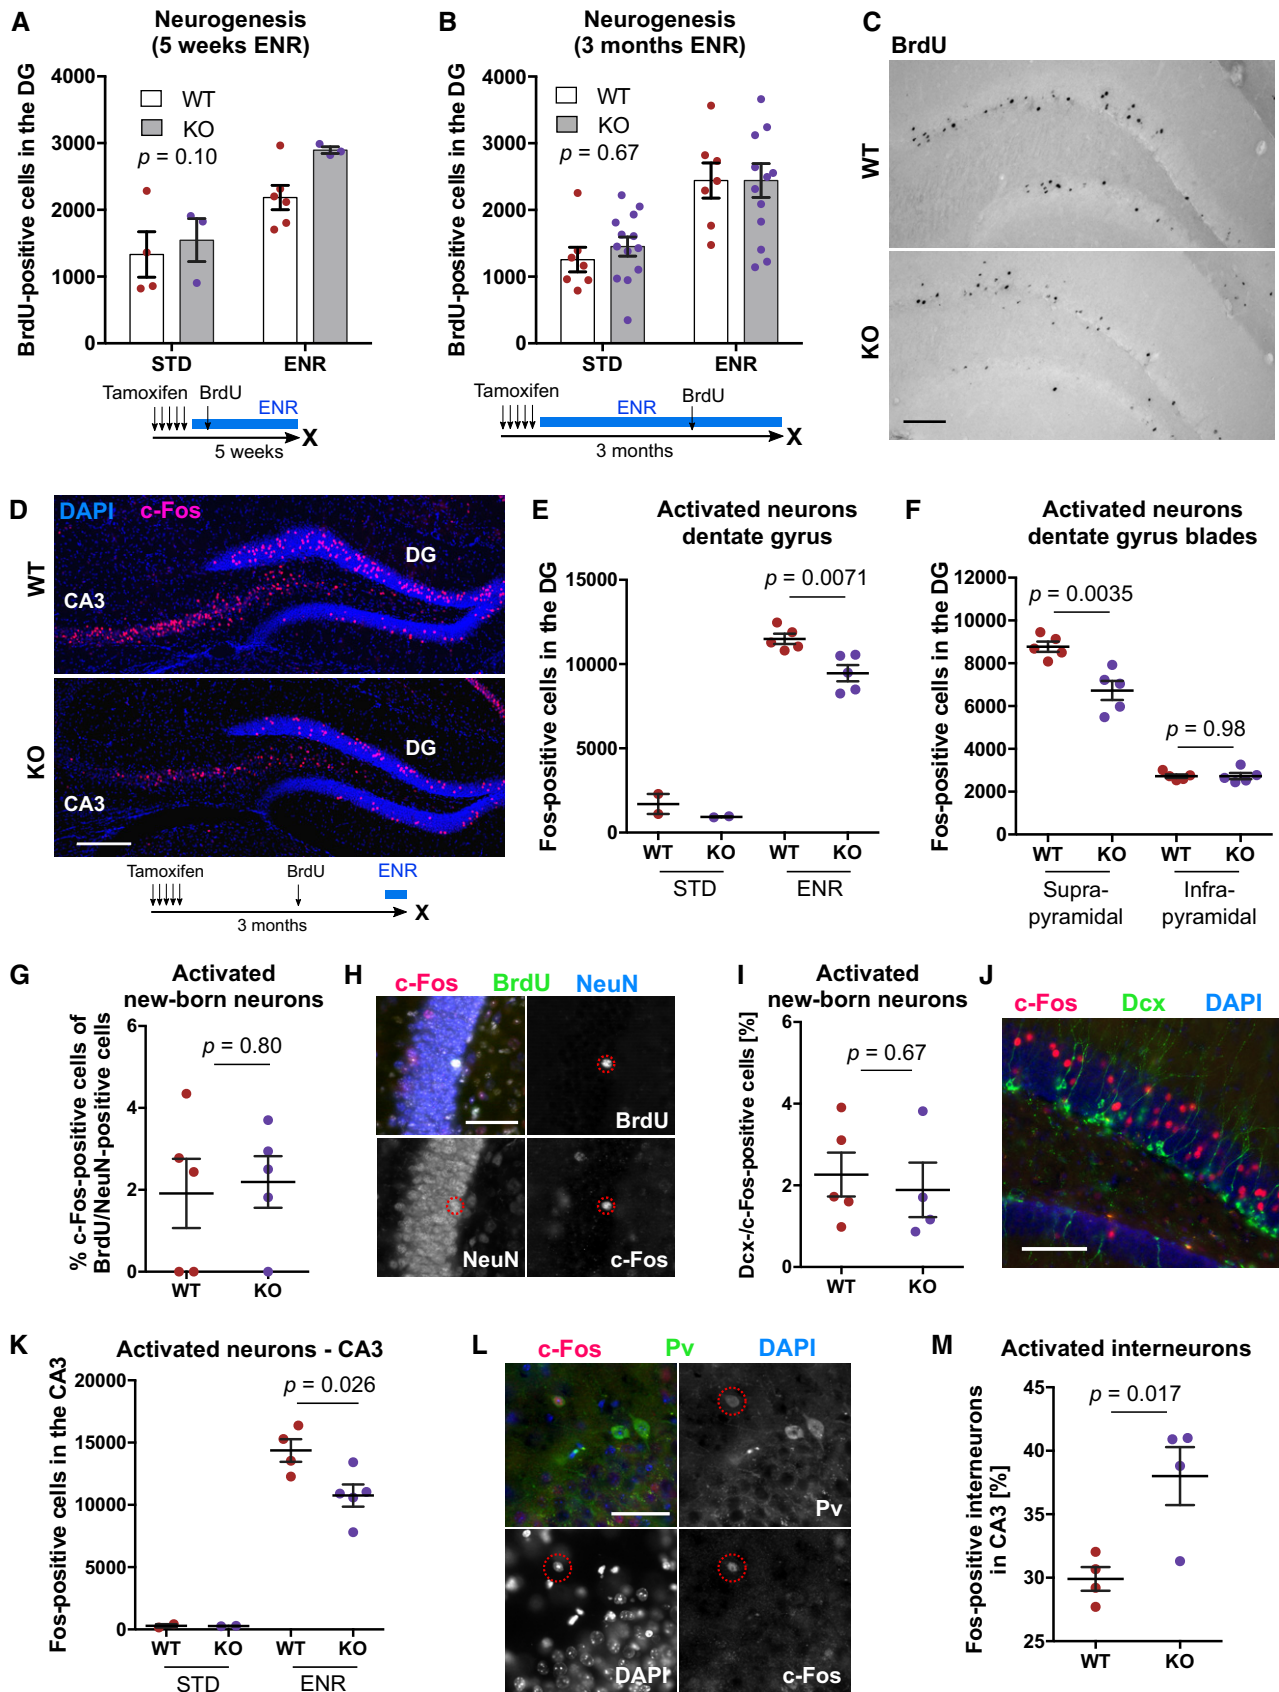 A
Neurogenesis
(5 weeks ENR)
BrdU-positive cells in the DG
4000
3000
2000
1000
0
WT
KO
p = 0.10
STD
ENR
Tamoxifen
BrdU
ENR
X
5 weeks
B
Neurogenesis
(3 months ENR)
BrdU-positive cells in the DG
4000
3000
2000
1000
0
WT
KO
p = 0.67
STD
ENR
Tamoxifen
ENR
BrdU
X
3 months
C
BrdU
WT
KO
D
DAPI c-Fos
WT
DG
CA3
KO
DG
CA3
Tamoxifen
BrdU
ENR
X
3 months
E
Activated neurons
dentate gyrus
Fos-positive cells in the DG
15000
10000
5000
0
p = 0.0071
WT KO WT KO
STD ENR
F
Activated neurons
dentate gyrus blades
Fos-positive cells in the DG
12000
10000
8000
6000
4000
2000
0
p = 0.0035
p = 0.98
WT KO WT KO
Supra-
pyramidal
Infra-
pyramidal
G
Activated
new-born neurons
% c-Fos-positive cells of
BrdU/NeuN-positive cells
6
4
2
0
p = 0.80
WT KO
H
c-Fos BrdU NeuN
BrdU
NeuN
c-Fos
I
Activated
new-born neurons
Dcx-/c-Fos-positive cells [%]
6
4
2
0
p = 0.67
WT KO
J
c-Fos Dcx DAPI
K
Activated neurons - CA3
Fos-positive cells in the CA3
20000
15000
10000
5000
0
p = 0.026
WT KO WT KO
STD ENR
L
c-Fos Pv DAPI
Pv
DAPI
c-Fos
M
Activated interneurons
Fos-positive interneurons
in CA3 [%]
45
40
35
30
25
p = 0.017
WT KO